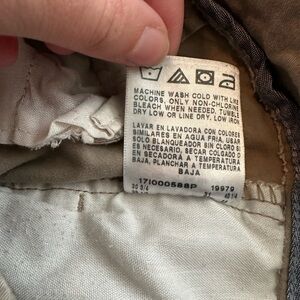 MACHINE WASH COLD WITH LIKE
COLORS, ONLY NON-CHLORINE
BLEACH WHEN NEEDED, TUMBLE
DRY LOW OR LINE DRY, LOW IRON
LAVAR EN LAVADORA CON COLORES
SIMILARES EN AGUA FRIA, USAR
SOLO BLANQUEADOR SIN CLORO SI
ES NECESARIO, SECAR COLGADO O
EN SECADORA A TEMPERATURA
BAJA, PLANCHAR A TEMPERATURA
BAJA
17I000588P 19979